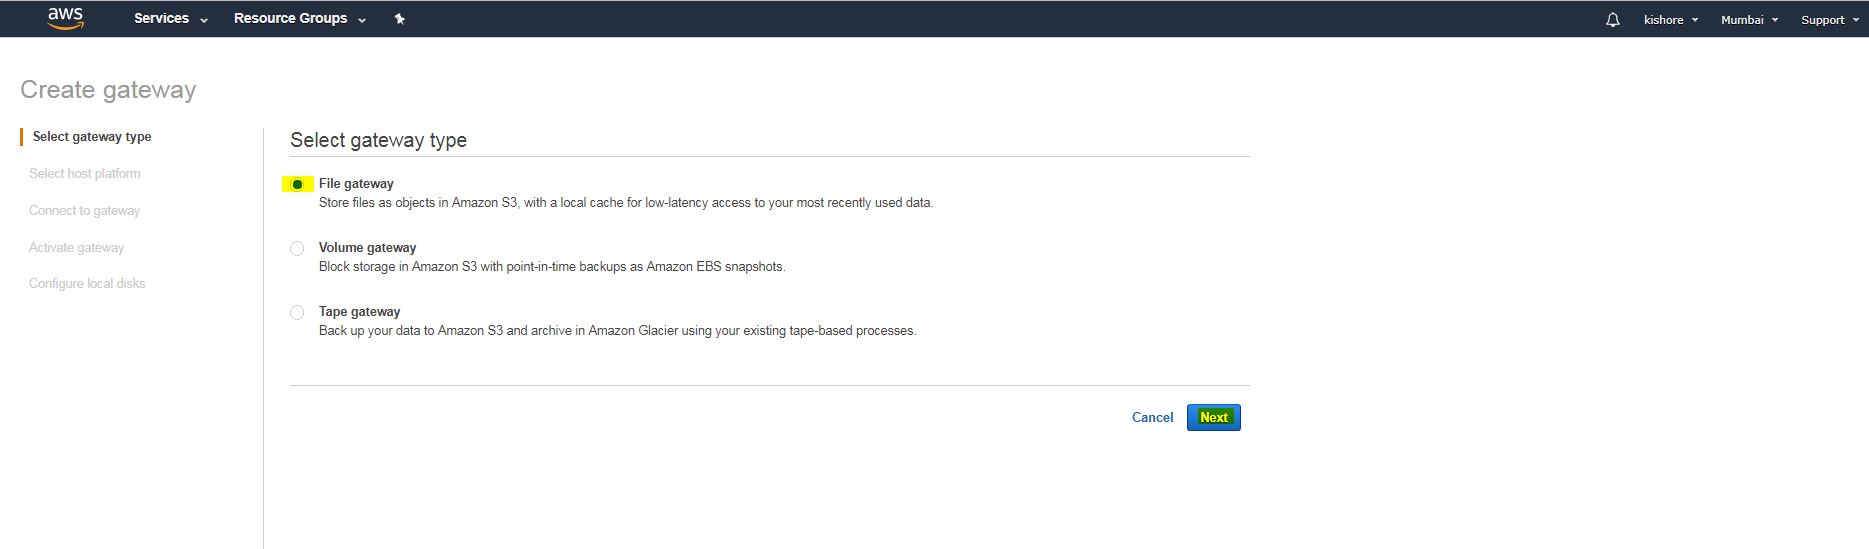 aws Services Resource Groups kishore Mumbai Support
Create gateway
Select gateway type
Select host platform
Connect to gateway
Activate gateway
Configure local disks
Select gateway type
File gateway
Store files as objects in Amazon S3, with a local cache for low-latency access to your most recently used data.
Volume gateway
Block storage in Amazon S3 with point-in-time backups as Amazon EBS snapshots.
Tape gateway
Back up your data to Amazon S3 and archive in Amazon Glacier using your existing tape-based processes.
Cancel Next